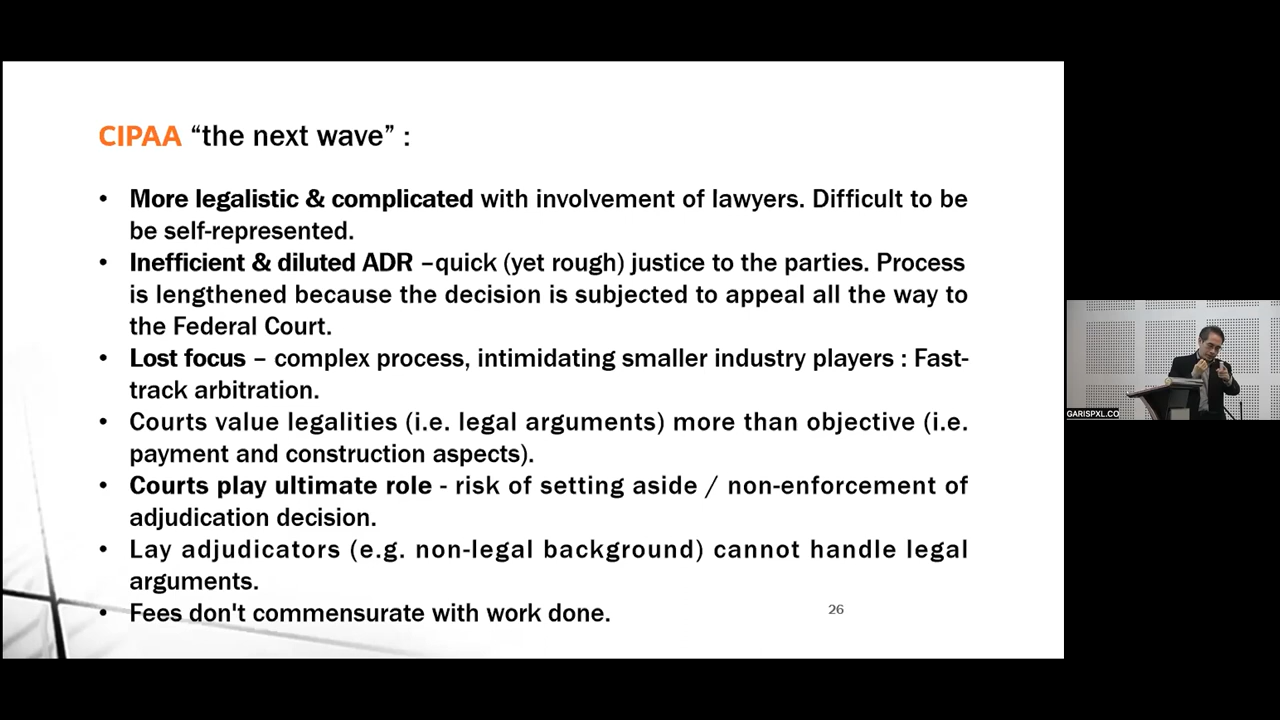 CIPAA “the next wave” :
• More legalistic & complicated with involvement of lawyers. Difficult to be
be self-represented.
• Inefficient & diluted ADR –quick (yet rough) justice to the parties. Process
is lengthened because the decision is subjected to appeal all the way to
the Federal Court.
• Lost focus – complex process, intimidating smaller industry players : Fast-
track arbitration.
• Courts value legalities (i.e. legal arguments) more than objective (i.e.
payment and construction aspects).
• Courts play ultimate role - risk of setting aside / non-enforcement of
adjudication decision.
• Lay adjudicators (e.g. non-legal background) cannot handle legal
arguments.
• Fees don't commensurate with work done.
26
GARISPXL.CO